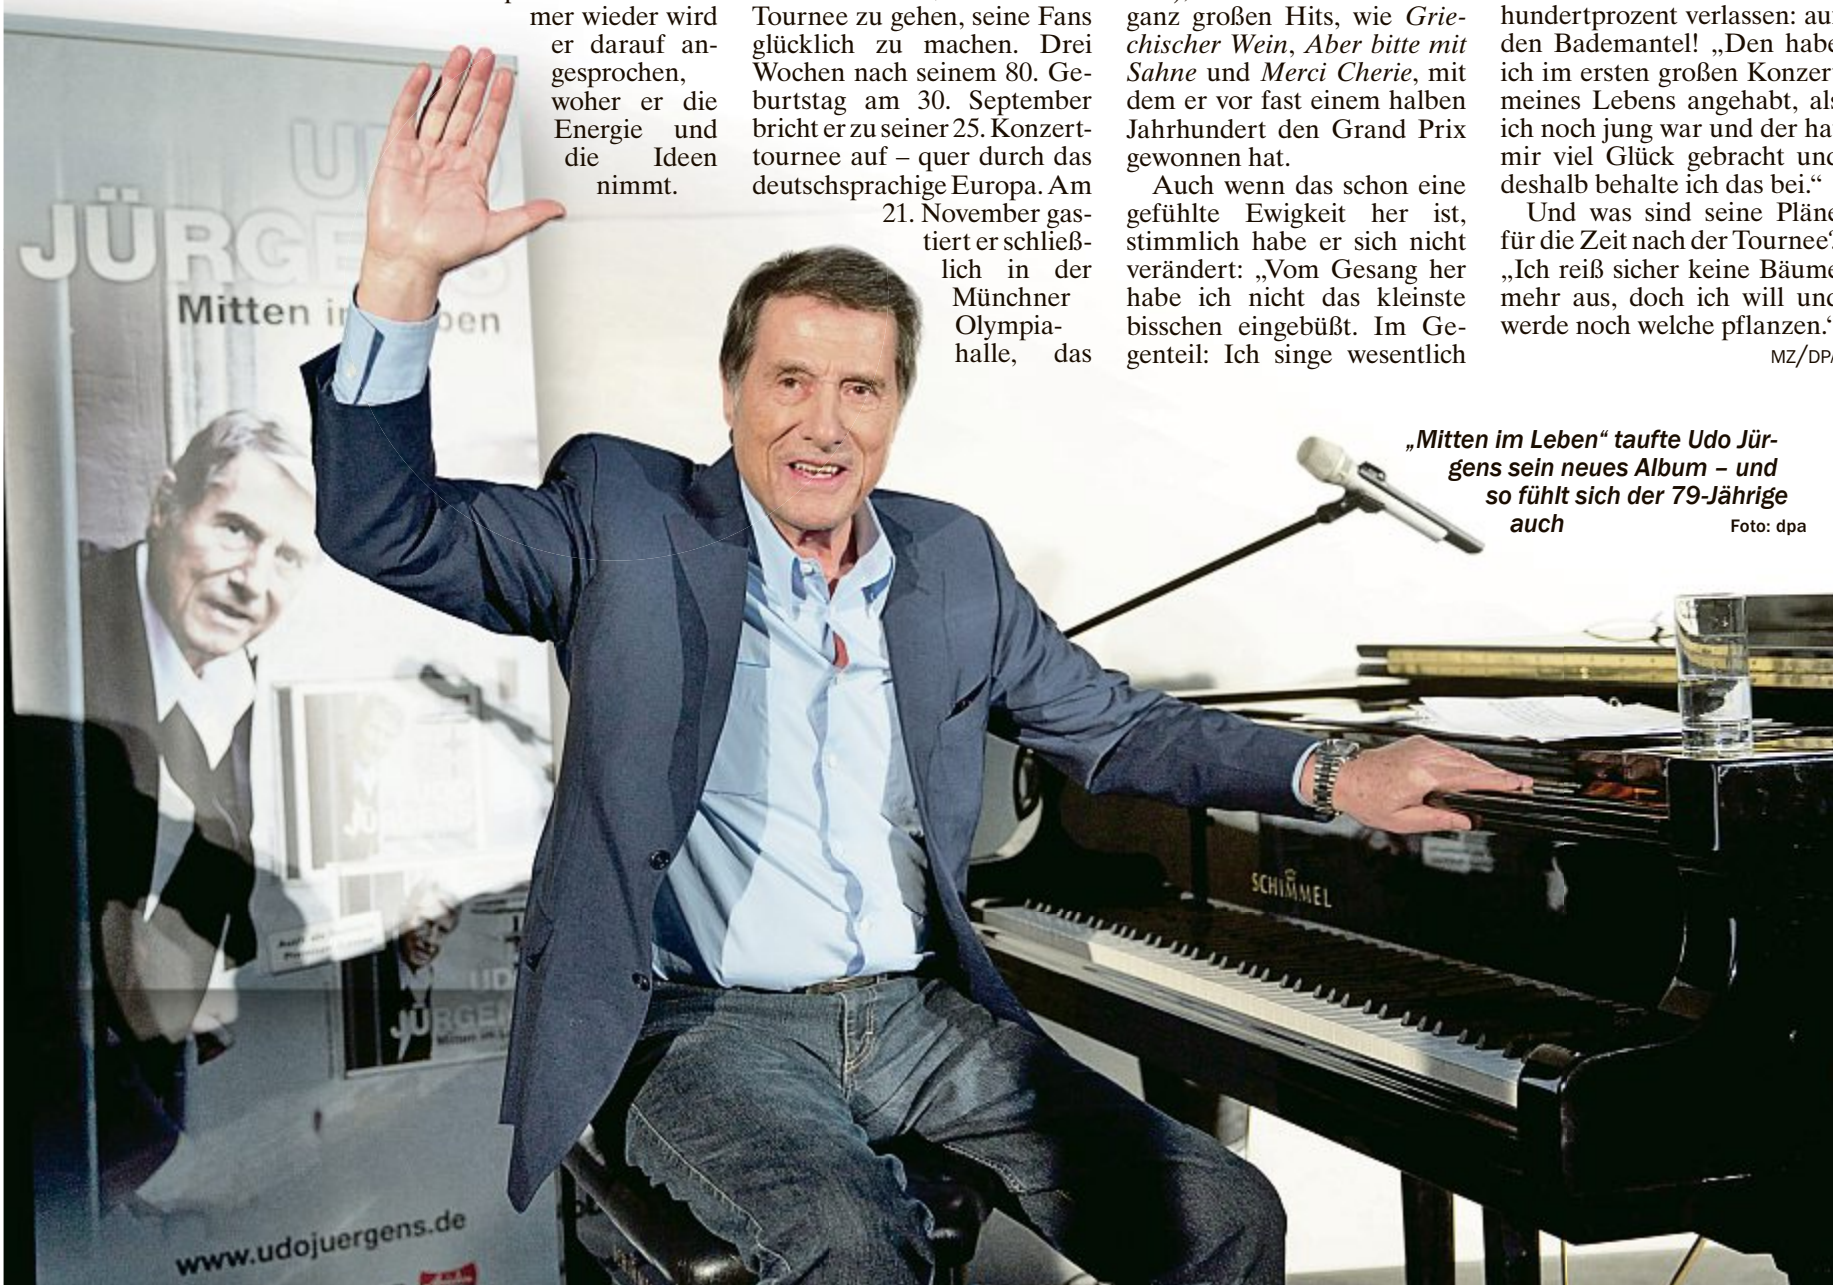 mer wieder wird
er darauf an-
gesprochen,
woher er die
Energie und
die Ideen
nimmt.
Tournee zu gehen, seine Fans
glücklich zu machen. Drei
Wochen nach seinem 80. Ge-
burtstag am 30. September
bricht er zu seiner 25. Konzert-
tournee auf – quer durch das
deutschsprachige Europa. Am
21. November gas-
tiert er schließ-
lich in der
Münchner
Olympia-
halle, das
ganz großen Hits, wie Grie-
chischer Wein, Aber bitte mit
Sahne und Merci Cherie, mit
dem er vor fast einem halben
Jahrhundert den Grand Prix
gewonnen hat.
Auch wenn das schon eine
gefühlte Ewigkeit her ist,
stimmlich habe er sich nicht
verändert: „Vom Gesang her
habe ich nicht das kleinste
bisschen eingebüßt. Im Ge-
genteil: Ich singe wesentlich
hundertprozent verlassen: auf
den Bademantel! „Den habe
ich im ersten großen Konzert
meines Lebens angehabt, als
ich noch jung war und der hat
mir viel Glück gebracht und
deshalb behalte ich das bei.“
Und was sind seine Pläne
für die Zeit nach der Tournee?
„Ich reiß sicher keine Bäume
mehr aus, doch ich will und
werde noch welche pflanzen.“
MZ/DPA
„Mitten im Leben“ taufte Udo Jür-
gens sein neues Album – und
so fühlt sich der 79-Jährige
auch Foto: dpa
JÜRGENS
Mitten
SCHIMMEL
UD
JÜRGEN
www.udojuergens.de